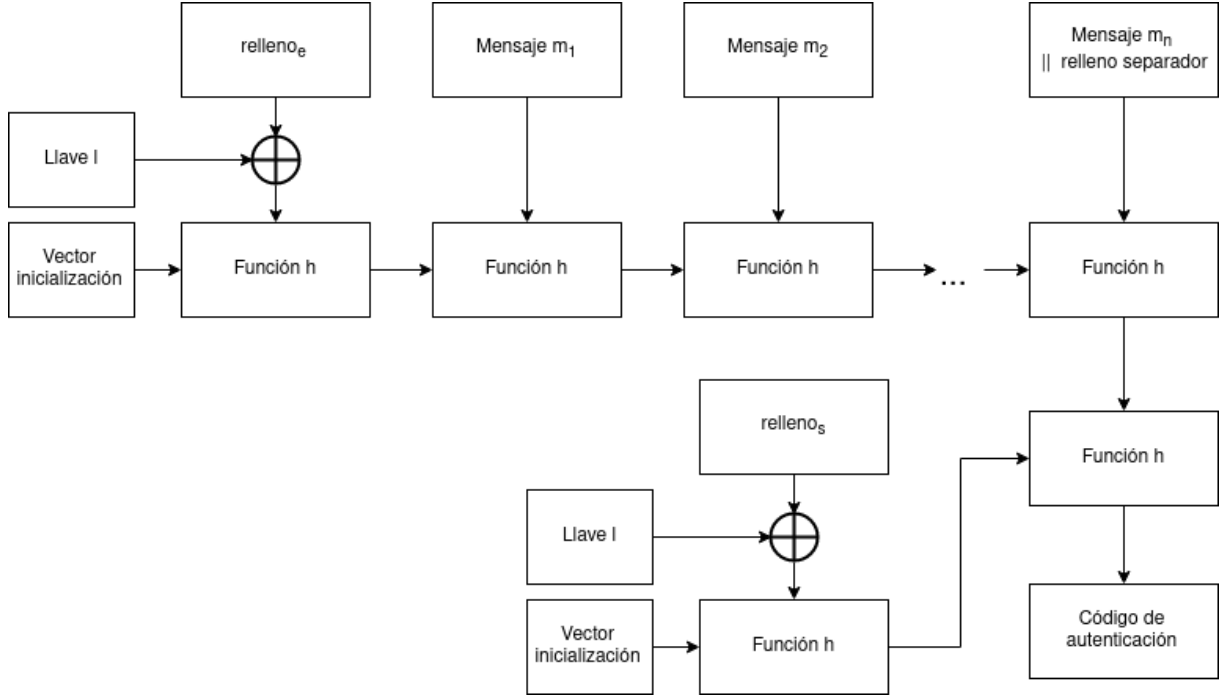 relleno_e
Mensaje m_1
Mensaje m_2
Mensaje m_n
|| relleno separador
Llave l
Vector
inicialización
Función h
Función h
Función h
...
Función h
relleno_s
Función h
Llave l
Vector
inicialización
Función h
Código de
autenticación